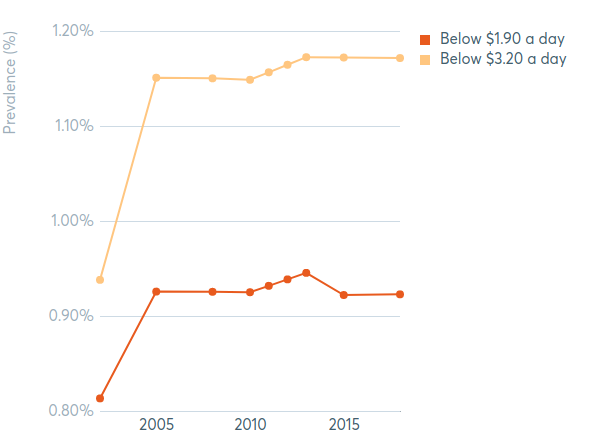 Prevalence (%)
1.20%
1.10%
1.00%
0.90%
0.80%
2005 2010 2015
Below $1.90 a day
Below $3.20 a day